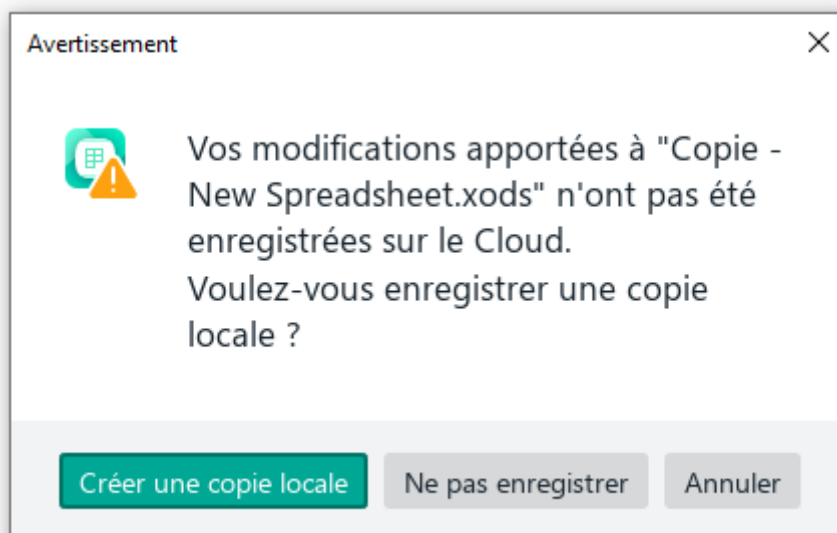 Avertissement
Vos modifications apportées à "Copie -
New Spreadsheet.xods" n'ont pas été
enregistrées sur le Cloud.
Voulez-vous enregistrer une copie
locale ?
Créer une copie locale
Ne pas enregistrer
Annuler